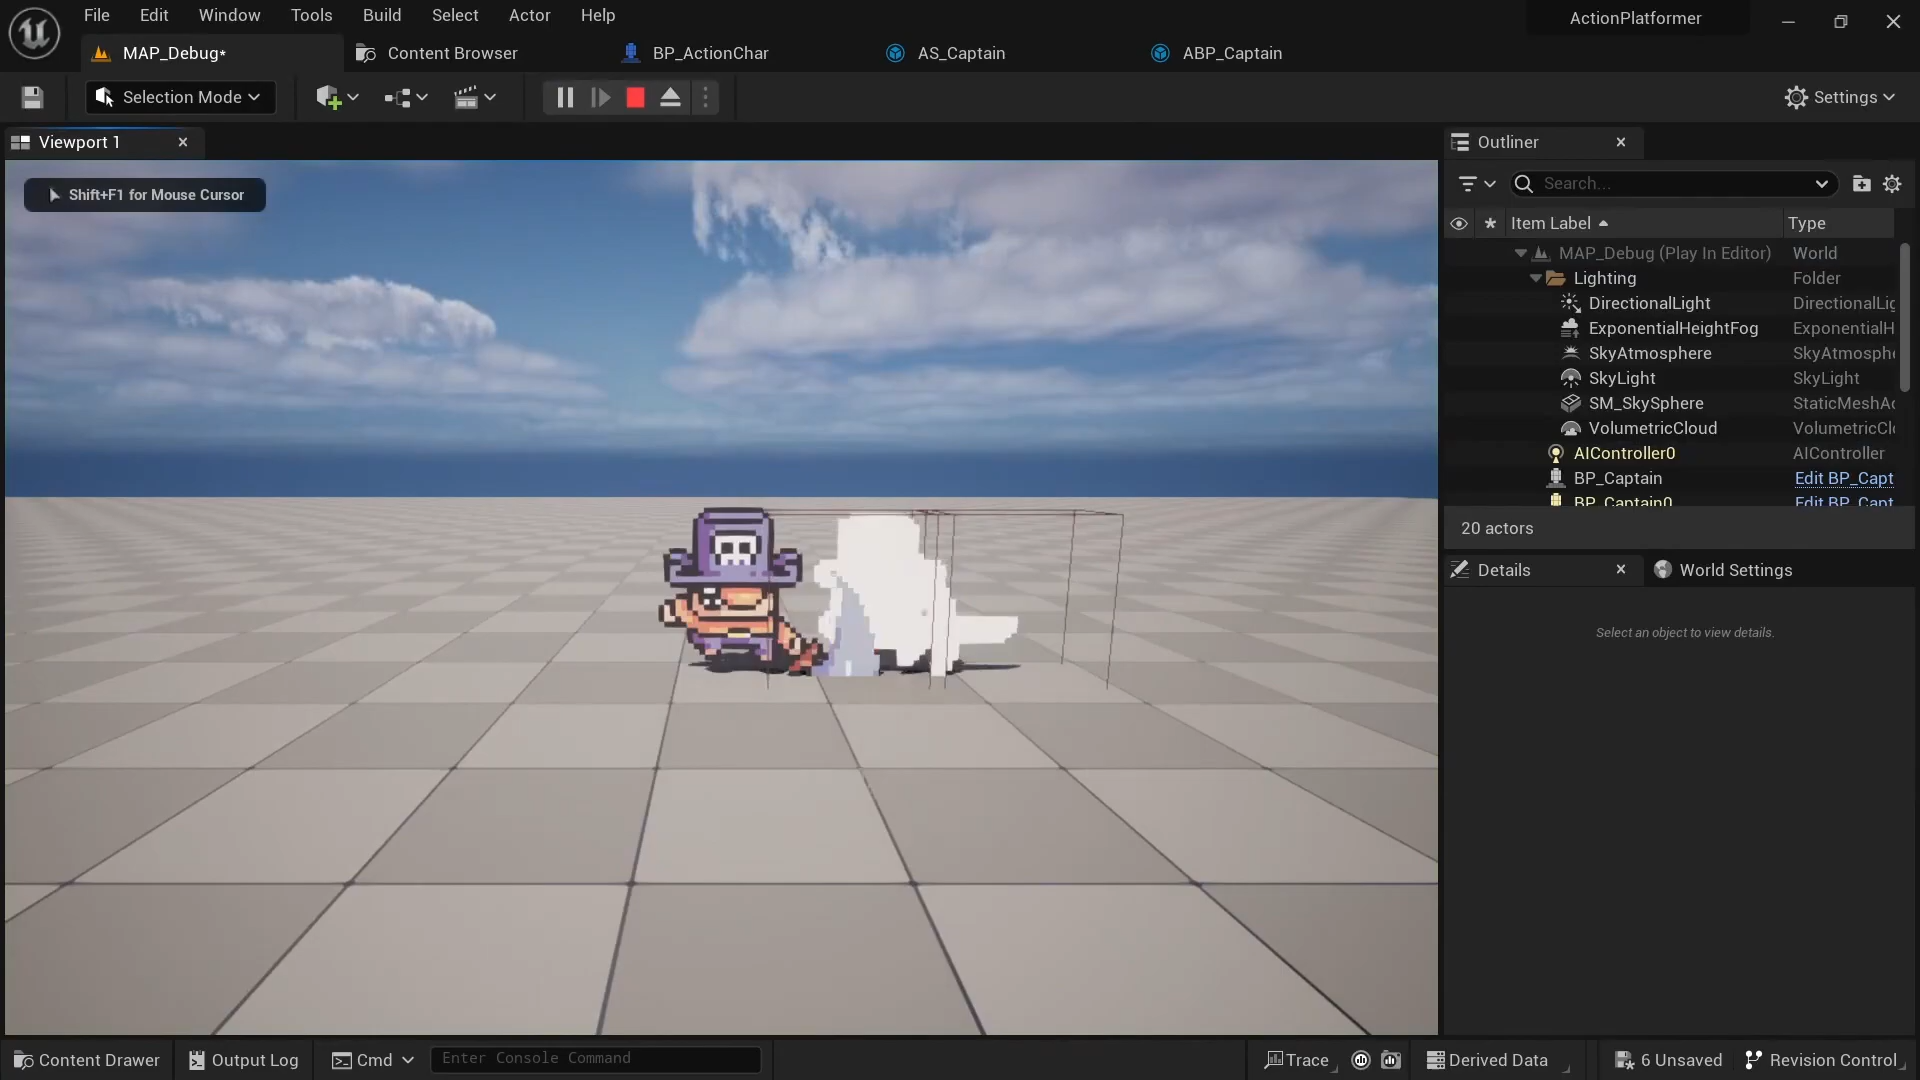 File Edit Window Tools Build Select Actor Help
ActionPlatformer
MAP_Debug*
Content Browser
BP_ActionChar
AS_Captain
ABP_Captain
Selection Mode
Settings
Viewport 1
Outliner
Shift+F1 for Mouse Cursor
Search...
Item Label Type
MAP_Debug (Play In Editor) World
Lighting Folder
DirectionalLight DirectionalLig
ExponentialHeightFog ExponentialH
SkyAtmosphere SkyAtmosphe
SkyLight SkyLight
SM_SkySphere StaticMeshAc
VolumetricCloud VolumetricClo
AIController0 AIController
BP_Captain Edit BP_Capt
BP_Captain0 Edit BP_Capt
20 actors
Details
World Settings
Select an object to view details.
Content Drawer
Output Log
Cmd
Enter Console Command
Trace
Derived Data
6 Unsaved
Revision Control